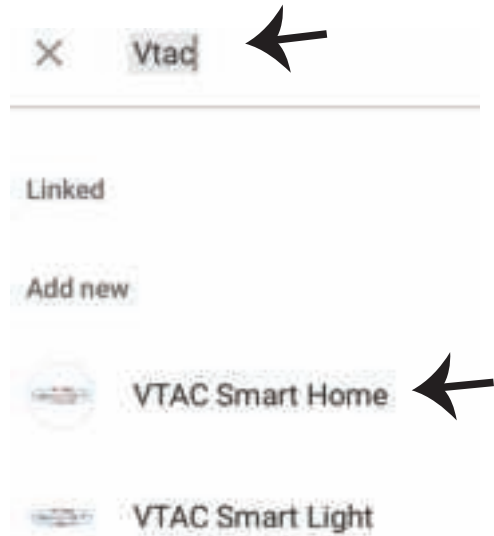 Vtac
Linked
Add new
VTAC Smart Home
VTAC Smart Light